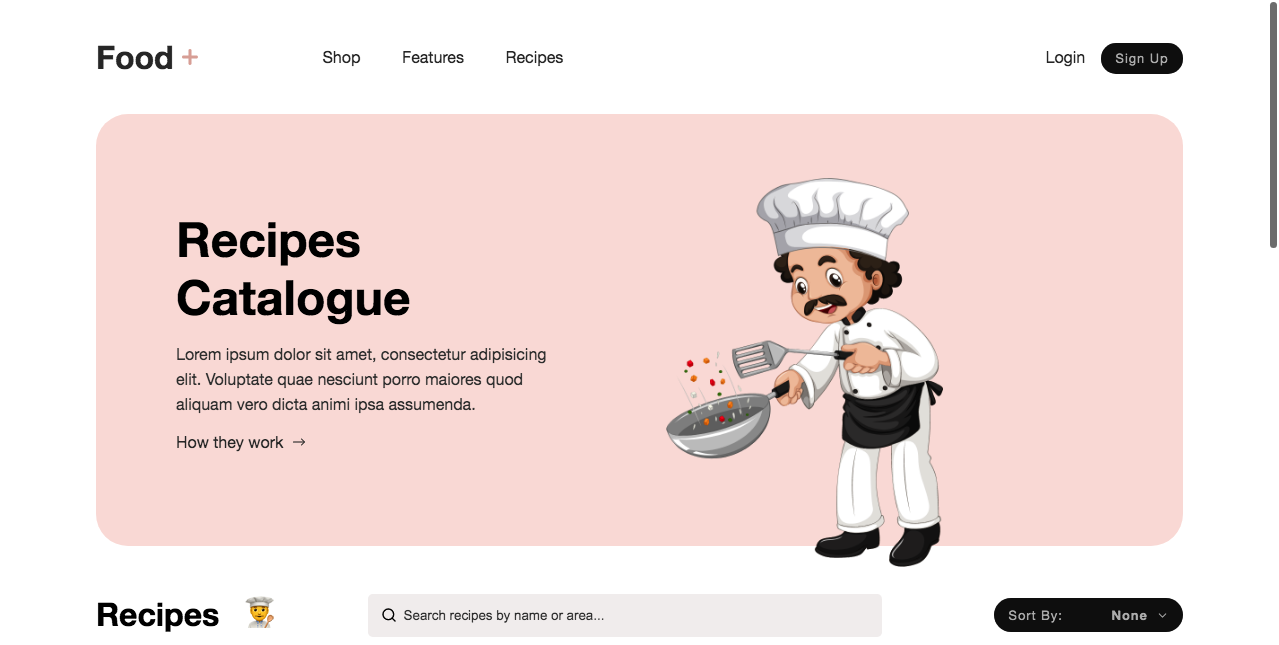 Food +
Shop Features Recipes
Login Sign Up
Recipes
Catalogue
Lorem ipsum dolor sit amet, consectetur adipisicing
elit. Voluptate quae nesciunt porro maiores quod
aliquam vero dicta animi ipsa assumenda.
How they work →
Recipes
Search recipes by name or area...
Sort By: None